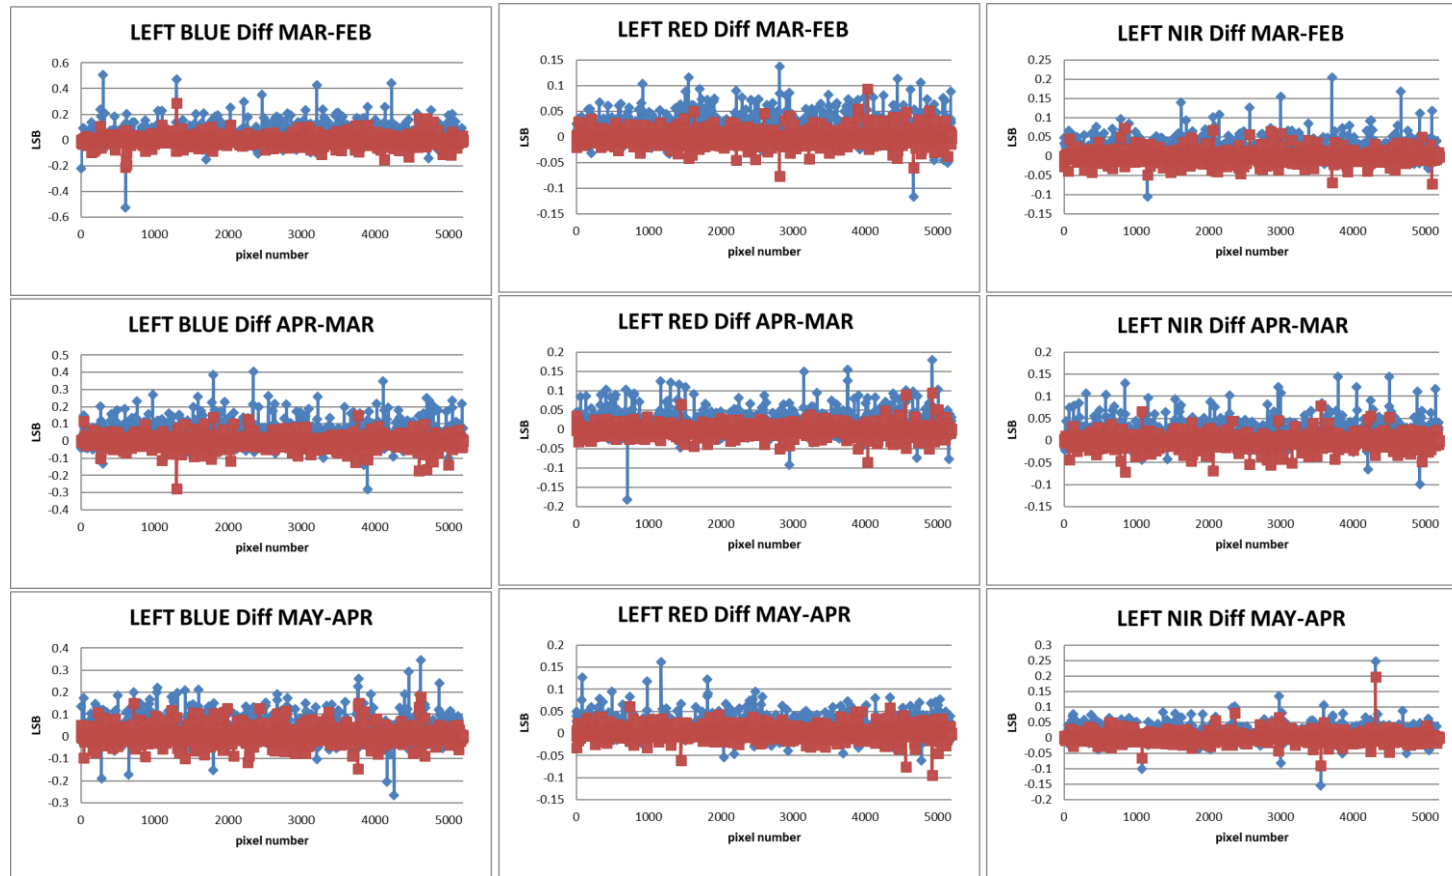 LEFT BLUE Diff MAR-FEB
0.6
0.4
0.2
0
-0.2
-0.4
-0.6
LSB
0 1000 2000 3000 4000 5000
pixel number
LEFT RED Diff MAR-FEB
0.15
0.1
0.05
0
-0.05
-0.1
-0.15
LSB
0 1000 2000 3000 4000 5000
pixel number
LEFT NIR Diff MAR-FEB
0.25
0.2
0.15
0.1
0.05
0
-0.05
-0.1
-0.15
LSB
0 1000 2000 3000 4000 5000
pixel number
LEFT BLUE Diff APR-MAR
0.5
0.4
0.3
0.2
0.1
0
-0.1
-0.2
-0.3
-0.4
LSB
0 1000 2000 3000 4000 5000
pixel number
LEFT RED Diff APR-MAR
0.2
0.15
0.1
0.05
0
-0.05
-0.1
-0.15
-0.2
LSB
0 1000 2000 3000 4000 5000
pixel number
LEFT NIR Diff APR-MAR
0.2
0.15
0.1
0.05
0
-0.05
-0.1
-0.15
LSB
0 1000 2000 3000 4000 5000
pixel number
LEFT BLUE Diff MAY-APR
0.4
0.3
0.2
0.1
0
-0.1
-0.2
-0.3
LSB
0 1000 2000 3000 4000 5000
pixel number
LEFT RED Diff MAY-APR
0.2
0.15
0.1
0.05
0
-0.05
-0.1
-0.15
LSB
0 1000 2000 3000 4000 5000
pixel number
LEFT NIR Diff MAY-APR
0.3
0.25
0.2
0.15
0.1
0.05
0
-0.05
-0.1
-0.15
-0.2
LSB
0 1000 2000 3000 4000 5000
pixel number